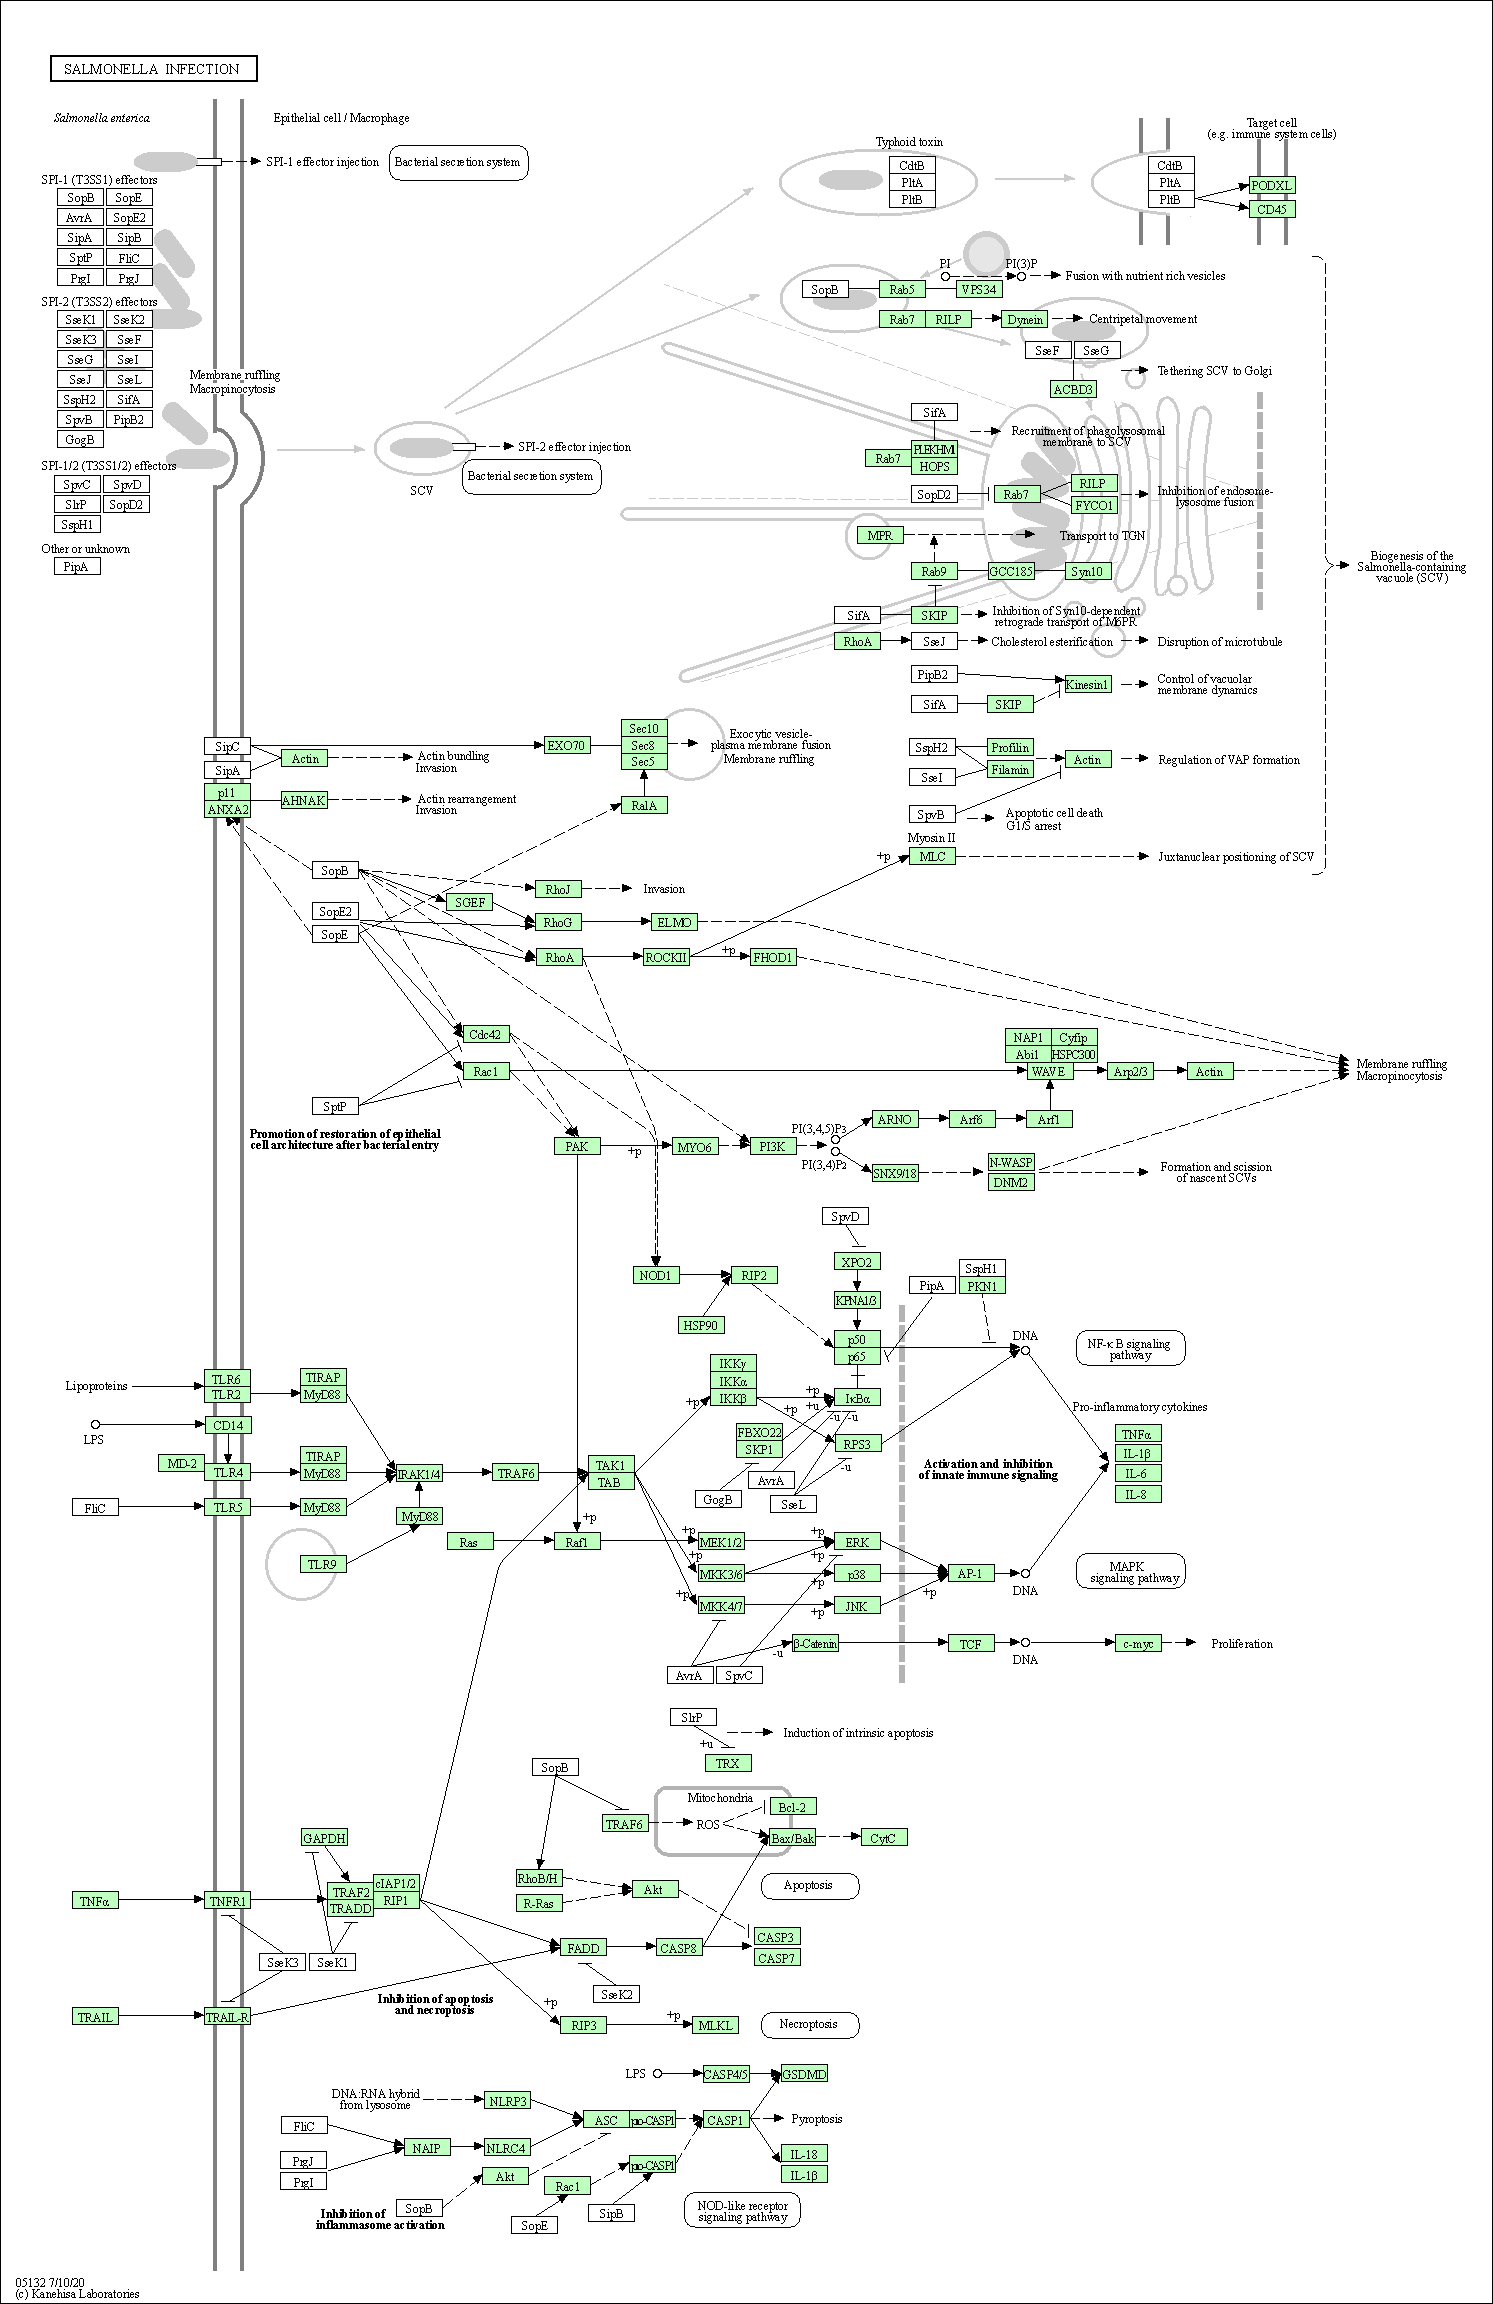 SALMONELLA INFECTION
Salmonella enterica
Epithelial cell / Macrophage
SPI-1 effector injection
Bacterial secretion system
Typhoid toxin
CdtB
PltA
PltB
Target cell
(e.g. immune system cells)
CdtB
PltA
PltB
PODXL
CD45
SPI-1 (T3SS1) effectors
SopB SopE
AvrA SopE2
SipA SipB
SptP FliC
PrgI PrgJ
SPI-2 (T3SS2) effectors
SseK1 SseK2
SseK3 SseF
SseG SseI
SseJ SseL
SspH2 SifA
SpvB PipB2
GogB
SPI-1/2 (T3SS1/2) effectors
SpvC SpvD
SlrP SopD2
SspH1
Other or unknown
PipA
Membrane ruffling
Macropinocytosis
SCV
SPI-2 effector injection
Bacterial secretion system
PI PI(3)P
Fusion with nutrient rich vesicles
SopB Rab5 VPS34
Rab7 RILP Dynein
Centripetal movement
SseF SseG
ACBD3
Tethering SCV to Golgi
SifA
Rab7
PLEKHM1
HOPS
Recruitment of phagolysosomal
membrane to SCV
SopD2 Rab7
RILP
FYCO1
Inhibition of endosome-
lysosome fusion
MPR
Transport to TGN
Rab9 GCC185 Syn10
SifA SKIP
Inhibition of Syn10-dependent
retrograde transport of M6PR
RhoA SseJ
Cholesterol esterification
Disruption of microtubule
PipB2
Kinesin1
SifA SKIP
Control of vacuolar
membrane dynamics
SspH2 Profilin
SseI Filamin
Actin
Regulation of VAP formation
SpvB
Apoptotic cell death
G1/S arrest
Myosin II
+p
MLC
Juxtanuclear positioning of SCV
Biogenesis of the
Salmonella-containing
vacuole (SCV)
SipC
SipA
Actin
Actin bundling
Invasion
p11
ANXA2
AHNAK
Actin rearrangement
Invasion
EXO70
Sec10
Sec8
Sec5
RalA
Exocytic vesicle-
plasma membrane fusion
Membrane ruffling
SopB
SopE2
SopE
SGEF
RhoJ
Invasion
RhoG
ELMO
RhoA
ROCKII
+p
FHOD1
Cdc42
Rac1
SptP
Promotion of restoration of epithelial
cell architecture after bacterial entry
NAP1 Cyfip
Abi1 HSPC300
WAVE
Arp2/3
Actin
Membrane ruffling
Macropinocytosis
PAK
+p
MYO6
PI3K
PI(3,4,5)P3
PI(3,4)P2
ARNO
Arf6
Arf1
SNX9/18
N-WASP
DNM2
Formation and scission
of nascent SCVs
SpvD
XPO2
KPNA1/3
NOD1
RIP2
HSP90
p50
p65
PipA
SspH1
PKN1
DNA
NF-κ B signaling
pathway
Lipoproteins
TLR6
TLR2
TIRAP
MyD88
LPS
CD14
MD-2
TLR4
TIRAP
MyD88
FliC
TLR5
MyD88
TLR9
IRAK1/4
MyD88
TRAF6
TAK1
TAB
IKKγ
IKKα
IKKβ
+p
+p
+u
+p
IκBα
-u
-u
FBXO22
SKP1
RPS3
-u
AvrA
GogB
SseL
Activation and inhibition
of innate immune signaling
Pro-inflammatory cytokines
TNFα
IL-1β
IL-6
IL-8
Ras
+p
Raf1
+p
MEK1/2
+p
ERK
+p
+p
MKK3/6
p38
+p
+p
MKK4/7
+p
JNK
+p
AP-1
DNA
MAPK
signaling pathway
β-Catenin
-u
TCF
DNA
c-myc
Proliferation
AvrA SpvC
SlrP
+u
TRX
Induction of intrinsic apoptosis
SopB
TRAF6
Mitochondria
ROS
Bcl-2
Bax/Bak
CytC
RhoB/H
R-Ras
Akt
Apoptosis
GAPDH
TNFα
TNFR1
TRAF2
TRADD
cIAP1/2
RIP1
SseK3 SseK1
FADD
CASP8
CASP3
CASP7
SseK2
TRAIL
TRAIL-R
Inhibition of apoptosis
and necroptosis
+p
RIP3
+p
MLKL
Necroptosis
LPS
CASP4/5
GSDMD
DNA:RNA hybrid
from lysosome
NLRP3
FliC
PrgJ
PrgI
NAIP
NLRC4
ASC pro-CASP1
CASP1
Pyroptosis
IL-18
IL-1β
Akt
SopB
Rac1
pro-CASP1
SopE
SipB
Inhibition of
inflammasome activation
NOD-like receptor
signaling pathway
05132 7/10/20
(c) Kanehisa Laboratories